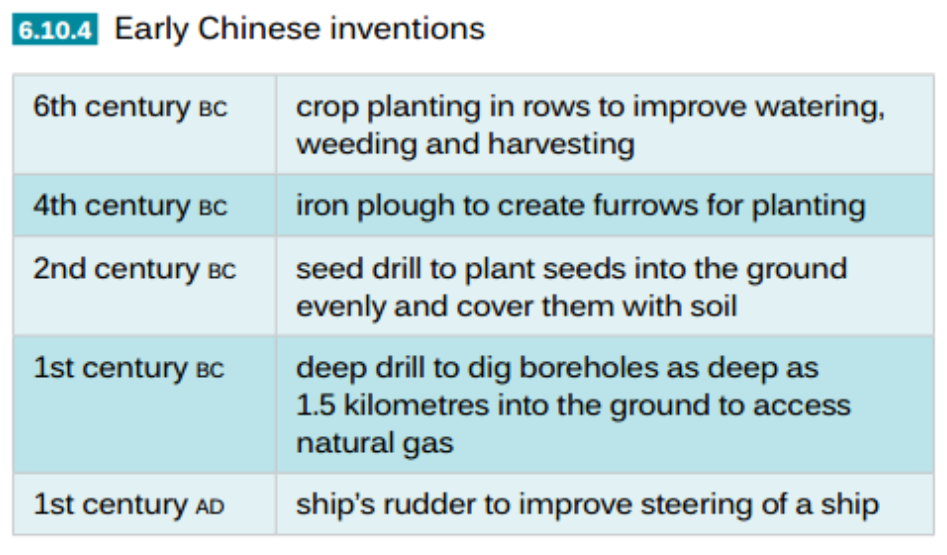 6.10.4 Early Chinese inventions
6th century BC crop planting in rows to improve watering,
weeding and harvesting
4th century BC iron plough to create furrows for planting
2nd century BC seed drill to plant seeds into the ground
evenly and cover them with soil
1st century BC deep drill to dig boreholes as deep as
1.5 kilometres into the ground to access
natural gas
1st century AD ship's rudder to improve steering of a ship